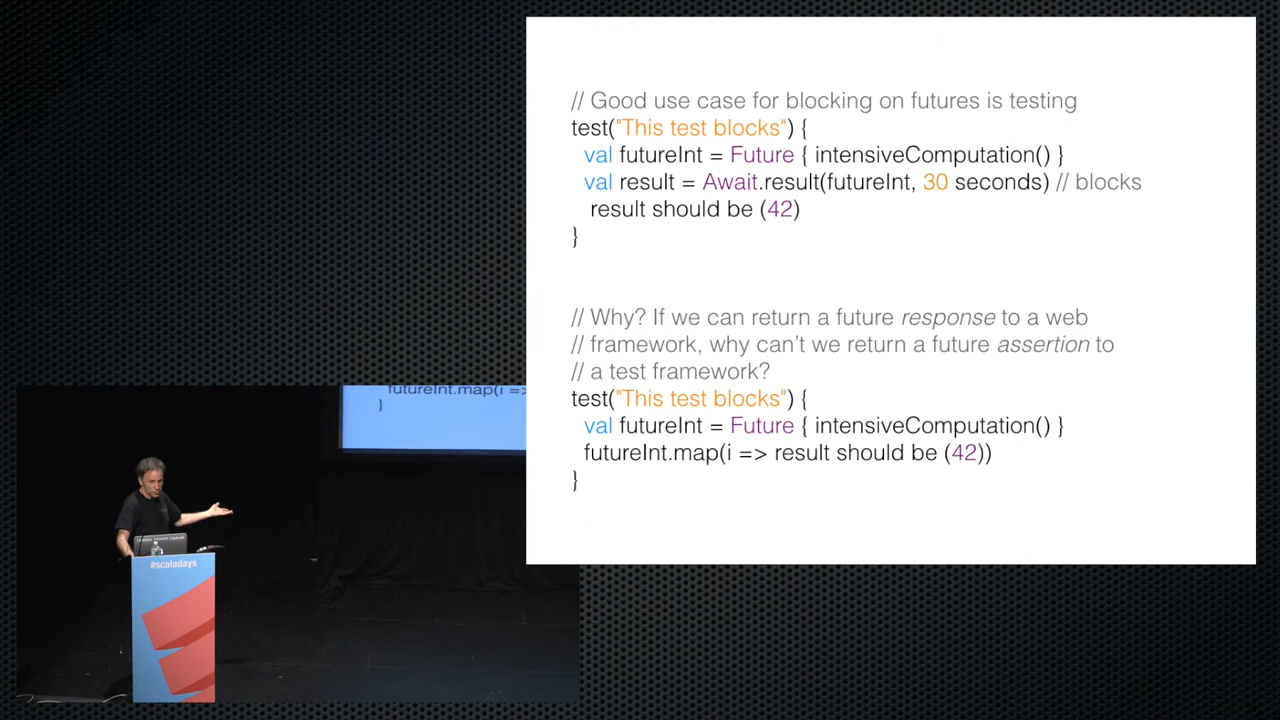 // Good use case for blocking on futures is testing
test("This test blocks") {
val futureInt = Future { intensiveComputation() }
val result = Await.result(futureInt, 30 seconds) // blocks
result should be (42)
}
// Why? If we can return a future response to a web
// framework, why can't we return a future assertion to
// a test framework?
test("This test blocks") {
val futureInt = Future { intensiveComputation() }
futureInt.map(i => result should be (42))
}
futureInt.map(i =>
}
#scaladays